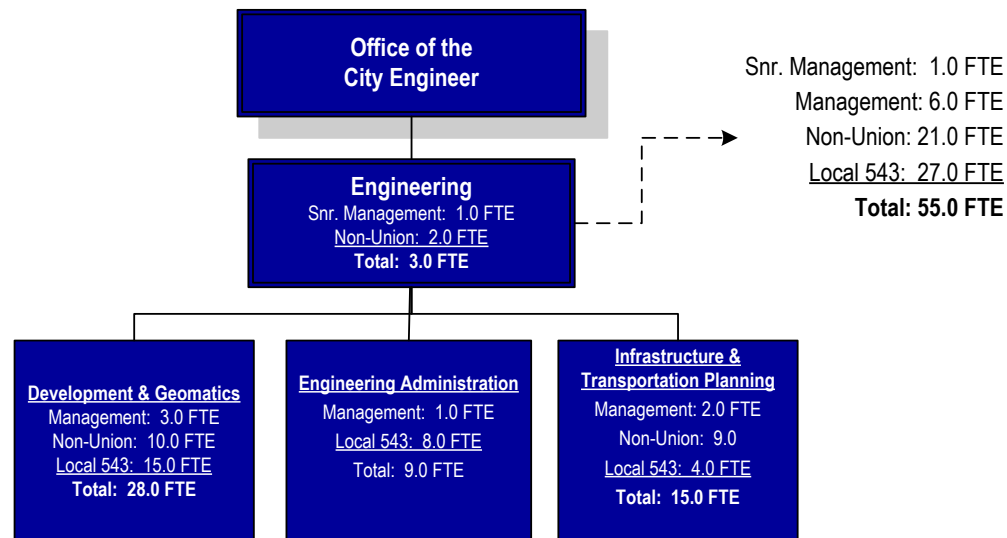 Office of the
City Engineer
Snr. Management: 1.0 FTE
Management: 6.0 FTE
Non-Union: 21.0 FTE
Local 543: 27.0 FTE
Total: 55.0 FTE
Engineering
Snr. Management: 1.0 FTE
Non-Union: 2.0 FTE
Total: 3.0 FTE
Development & Geomatics
Management: 3.0 FTE
Non-Union: 10.0 FTE
Local 543: 15.0 FTE
Total: 28.0 FTE
Engineering Administration
Management: 1.0 FTE
Local 543: 8.0 FTE
Total: 9.0 FTE
Infrastructure &
Transportation Planning
Management: 2.0 FTE
Non-Union: 9.0
Local 543: 4.0 FTE
Total: 15.0 FTE